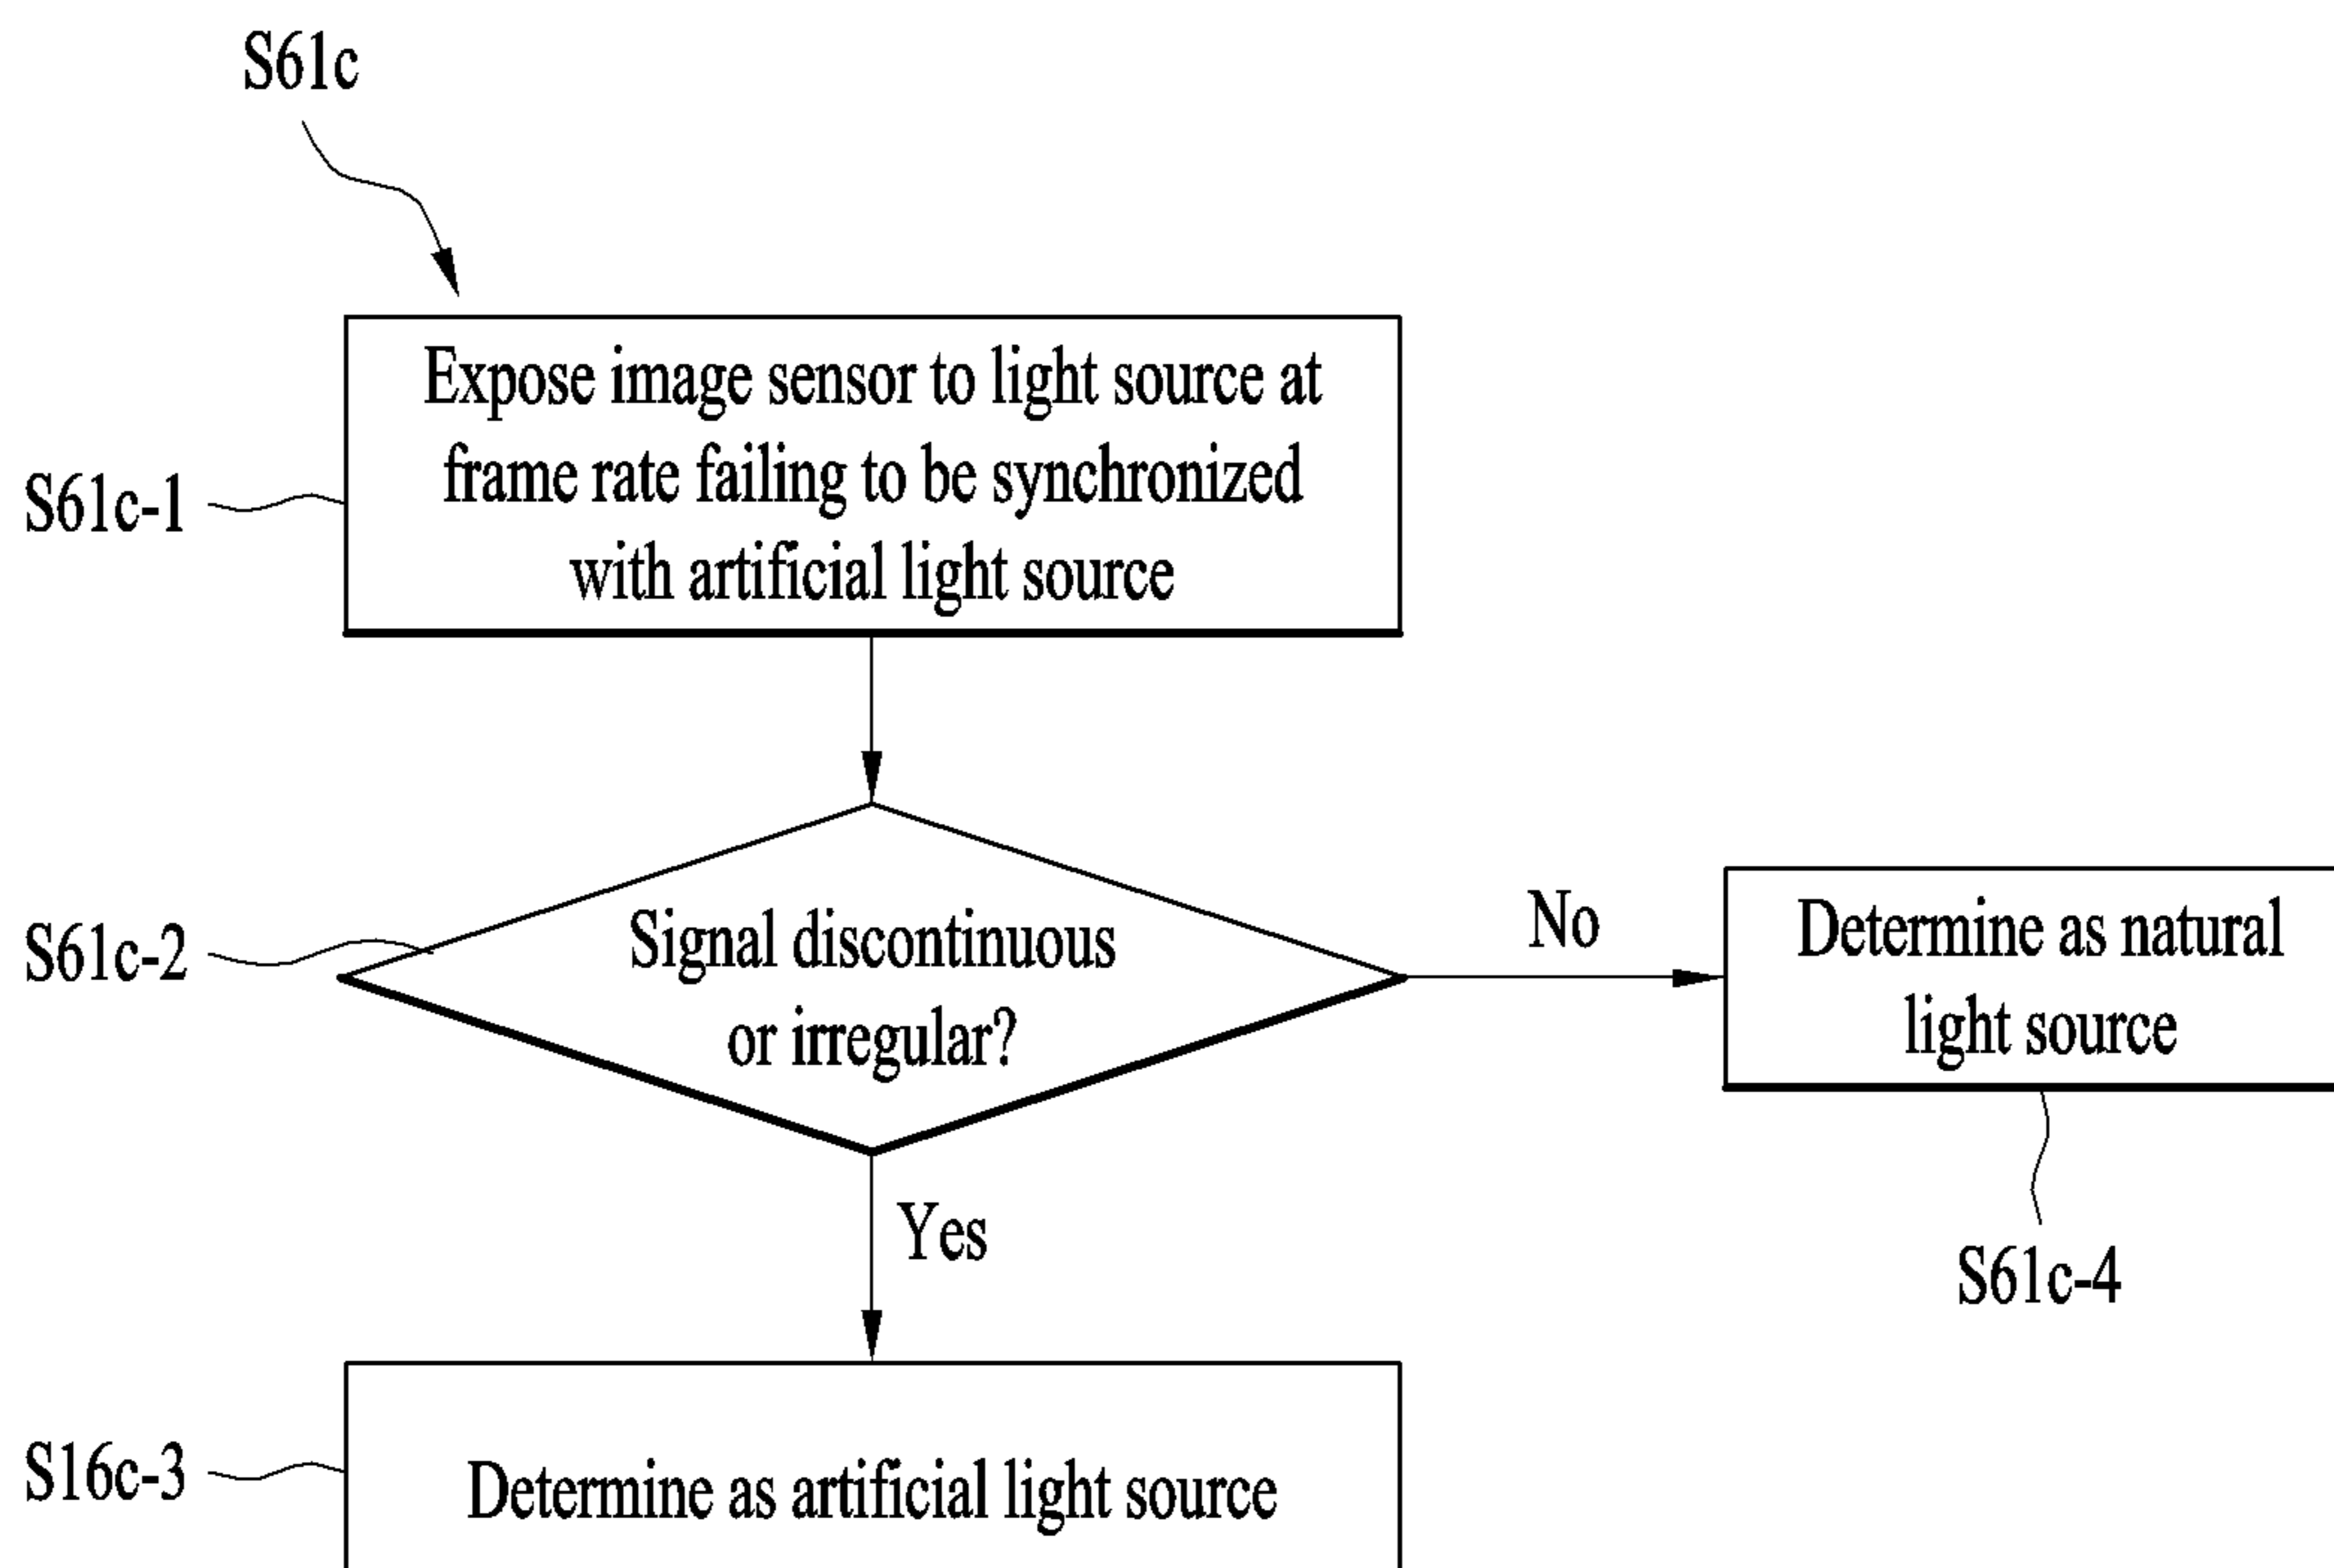 S61c
Expose image sensor to light source at
frame rate failing to be synchronized
with artificial light source
S61c-1
Signal discontinuous
or irregular?
S61c-2
No
Determine as natural
light source
S61c-4
Yes
S16c-3
Determine as artificial light source